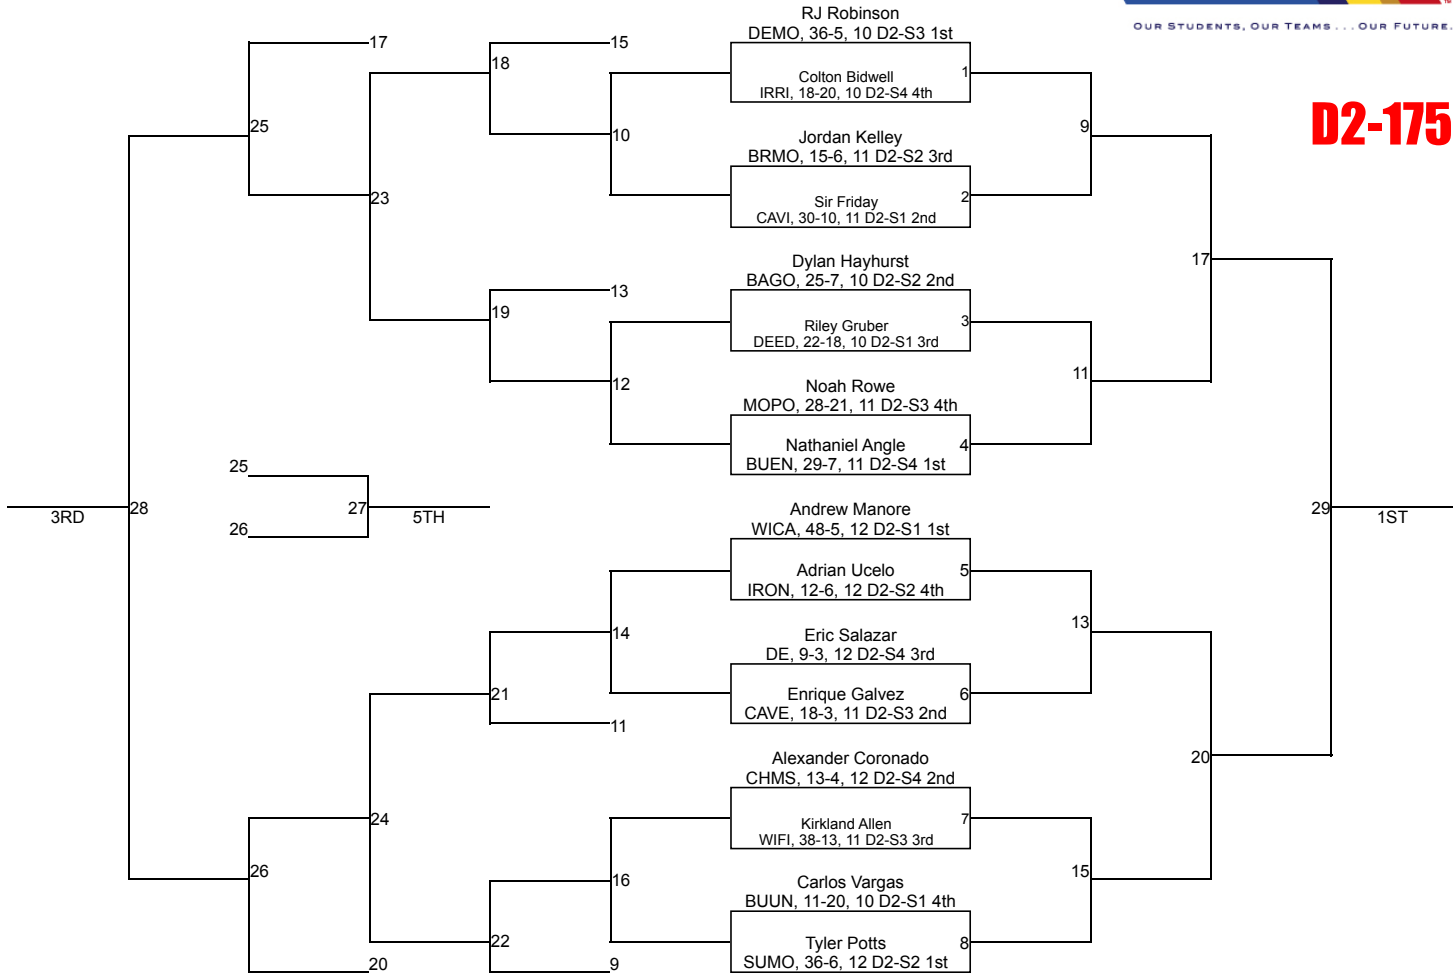 OUR STUDENTS, OUR TEAMS . . . OUR FUTURE.
D2-175
RJ Robinson
DEMO, 36-5, 10 D2-S3 1st
Colton Bidwell
IRRI, 18-20, 10 D2-S4 4th
1
Jordan Kelley
BRMO, 15-6, 11 D2-S2 3rd
Sir Friday
CAVI, 30-10, 11 D2-S1 2nd
2
Dylan Hayhurst
BAGO, 25-7, 10 D2-S2 2nd
Riley Gruber
DEED, 22-18, 10 D2-S1 3rd
3
Noah Rowe
MOPO, 28-21, 11 D2-S3 4th
Nathaniel Angle
BUEN, 29-7, 11 D2-S4 1st
4
Andrew Manore
WICA, 48-5, 12 D2-S1 1st
Adrian Ucelo
IRON, 12-6, 12 D2-S2 4th
5
Eric Salazar
DE, 9-3, 12 D2-S4 3rd
Enrique Galvez
CAVE, 18-3, 11 D2-S3 2nd
6
Alexander Coronado
CHMS, 13-4, 12 D2-S4 2nd
Kirkland Allen
WIFI, 38-13, 11 D2-S3 3rd
7
Carlos Vargas
BUUN, 11-20, 10 D2-S1 4th
Tyler Potts
SUMO, 36-6, 12 D2-S2 1st
8
9
11
13
15
17
20
29
1ST
15
10
13
12
14
11
16
9
18
19
21
22
17
23
24
20
25
26
28
3RD
25
26
27
5TH